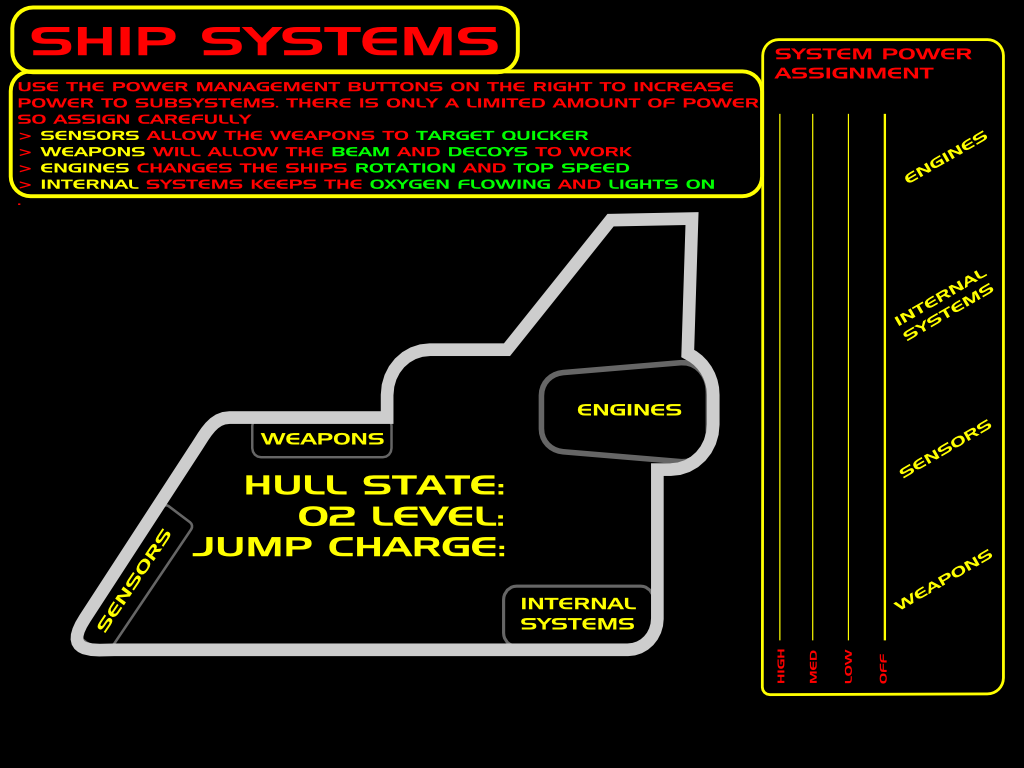 SHIP SYSTEMS
USE THE POWER MANAGEMENT BUTTONS ON THE RIGHT TO INCREASE
POWER TO SUBSYSTEMS. THERE IS ONLY A LIMITED AMOUNT OF POWER
SO ASSIGN CAREFULLY
> SENSORS ALLOW THE WEAPONS TO TARGET QUICKER
> WEAPONS WILL ALLOW THE BEAM AND DECOYS TO WORK
> ENGINES CHANGES THE SHIPS ROTATION AND TOP SPEED
> INTERNAL SYSTEMS KEEPS THE OXYGEN FLOWING AND LIGHTS ON
.
SYSTEM POWER
ASSIGNMENT
ENGINES
INTERNAL
SYSTEMS
SENSORS
WEAPONS
HIGH
MED
LOW
OFF
ENGINES
WEAPONS
HULL STATE:
O2 LEVEL:
JUMP CHARGE:
SENSORS
INTERNAL
SYSTEMS